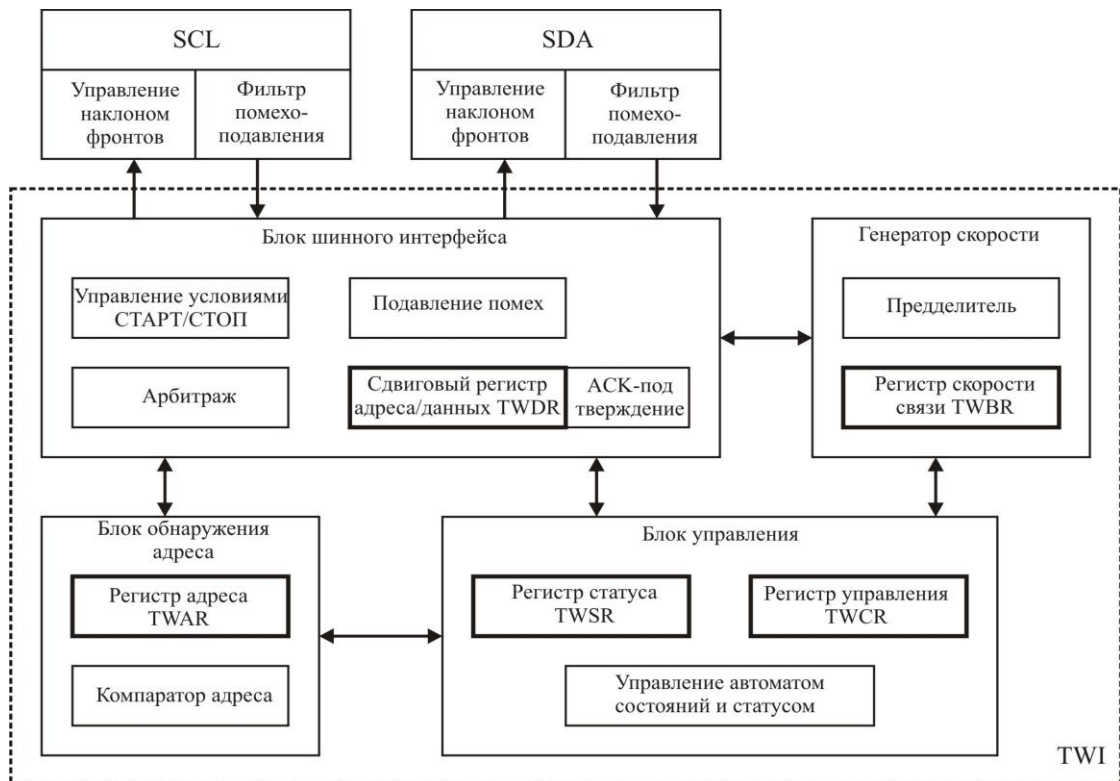 SCL
SDA
Управление
наклоном
фронтов
Фильтр
помехо-
подавления
Управление
наклоном
фронтов
Фильтр
помехо-
подавления
Блок шинного интерфейса
Управление условиями
СТАРТ/СТОП
Подавление помех
Арбитраж
Сдвиговый регистр
адреса/данных TWDR
АСК-под
тверждение
Генератор скорости
Предделитель
Регистр скорости
связи TWBR
Блок обнаружения
адреса
Регистр адреса
TWAR
Компаратор адреса
Блок управления
Регистр статуса
TWSR
Регистр управления
TWCR
Управление автоматом
состояний и статусом
TWI